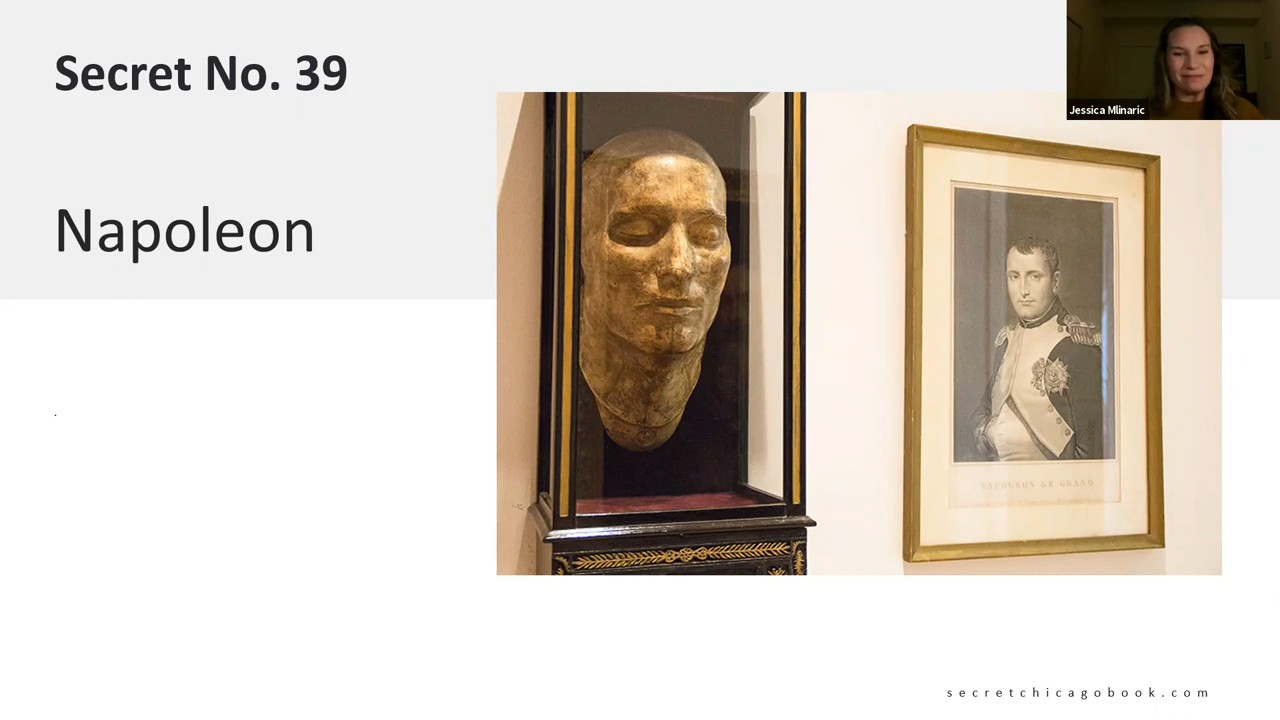 Secret No. 39
Jessica Mlinaric
Napoleon
NAPOLEON LE GRAND
.
secretchicagobook.com